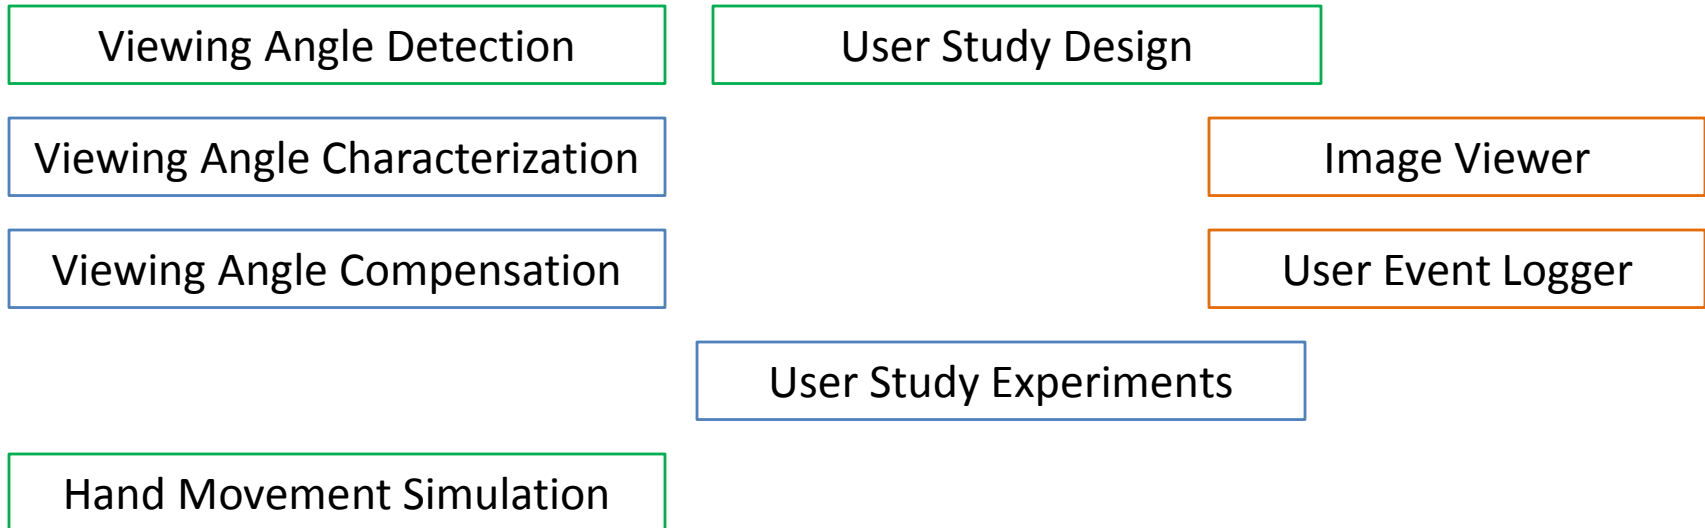 Viewing Angle Detection
User Study Design
Viewing Angle Characterization
Image Viewer
Viewing Angle Compensation
User Event Logger
User Study Experiments
Hand Movement Simulation